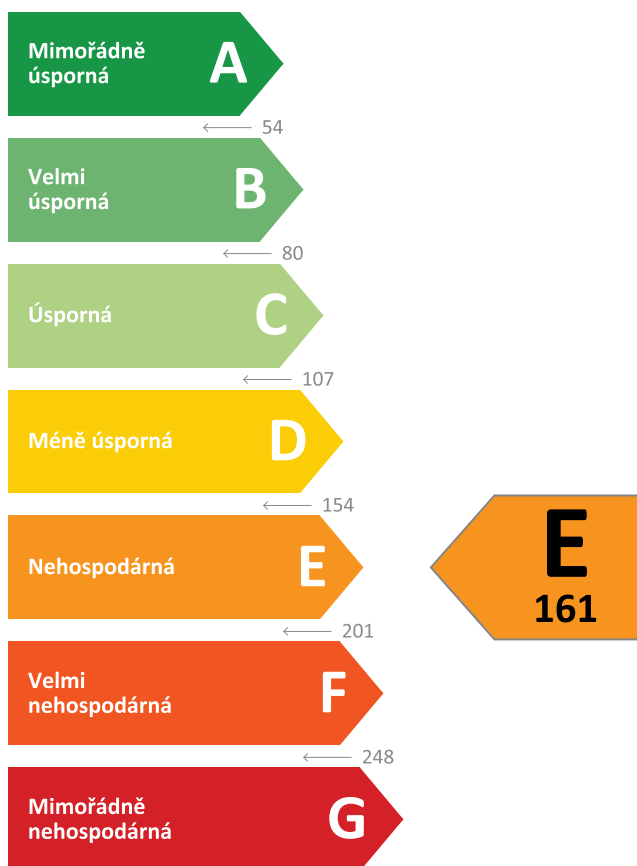 Mimořádně
úsporná
A
54
Velmi
úsporná
B
80
Úsporná
C
107
Méně úsporná
D
154
Nehospodárná
E
E
161
201
Velmi
nehospodárná
F
248
Mimořádně
nehospodárná
G